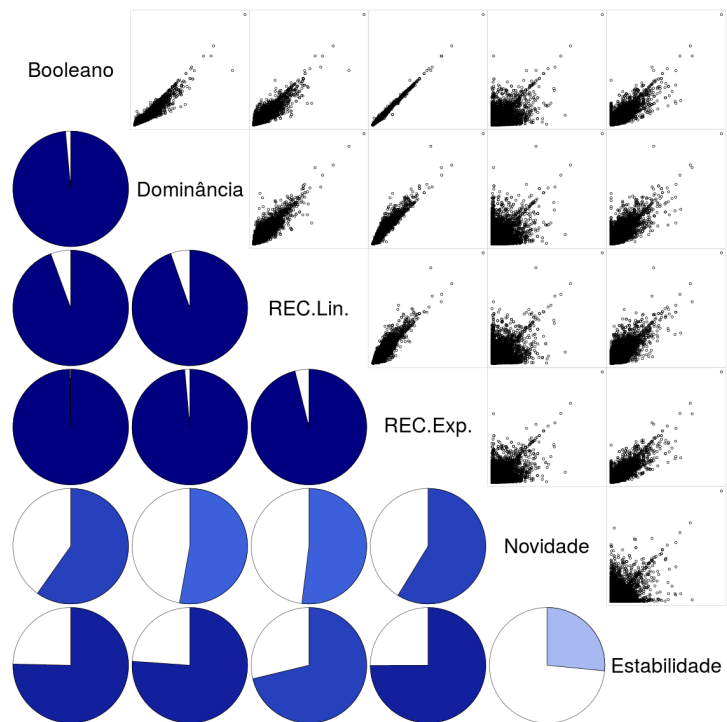 Booleano
Dominância
REC.Lin.
REC.Exp.
Novidade
Estabilidade